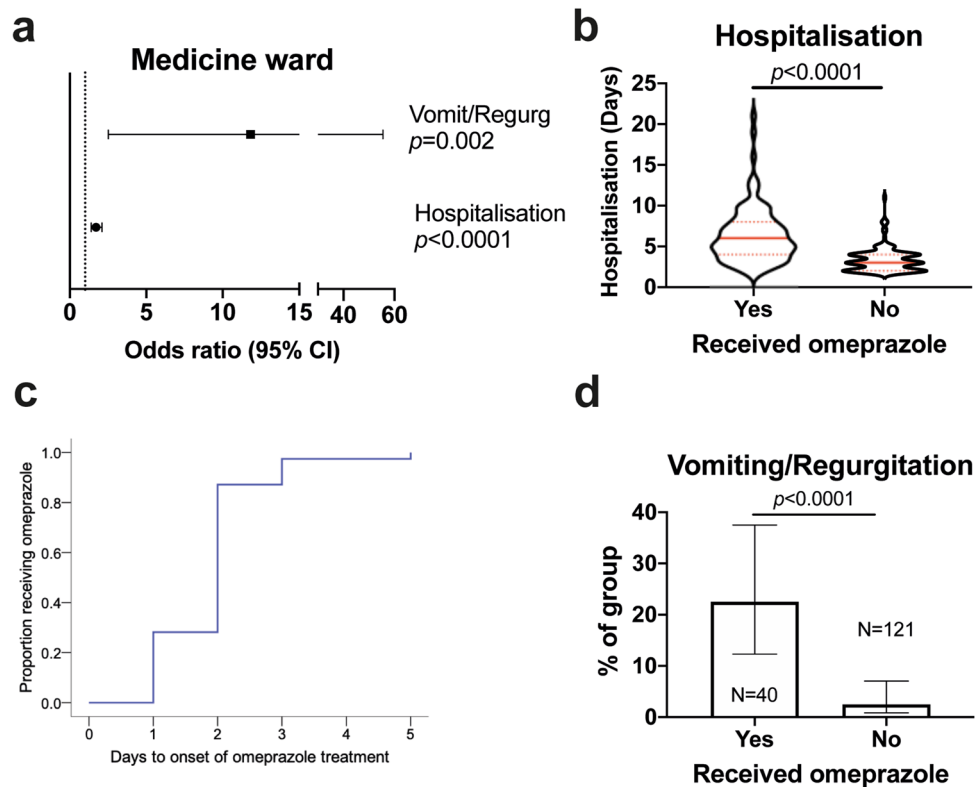 a
Medicine ward
Vomit/Regurg
p=0.002
Hospitalisation
p<0.0001
0 5 10 15 40 60
Odds ratio (95% CI)
b
Hospitalisation
p<0.0001
Hospitalisation (Days)
25
20
15
10
5
0
Yes No
Received omeprazole
c
Proportion receiving omeprazole
1.0
0.8
0.6
0.4
0.2
0.0
0 1 2 3 4 5
Days to onset of omeprazole treatment
d
Vomiting/Regurgitation
p<0.0001
% of group
40
30
20
10
0
N=121
N=40
Yes No
Received omeprazole